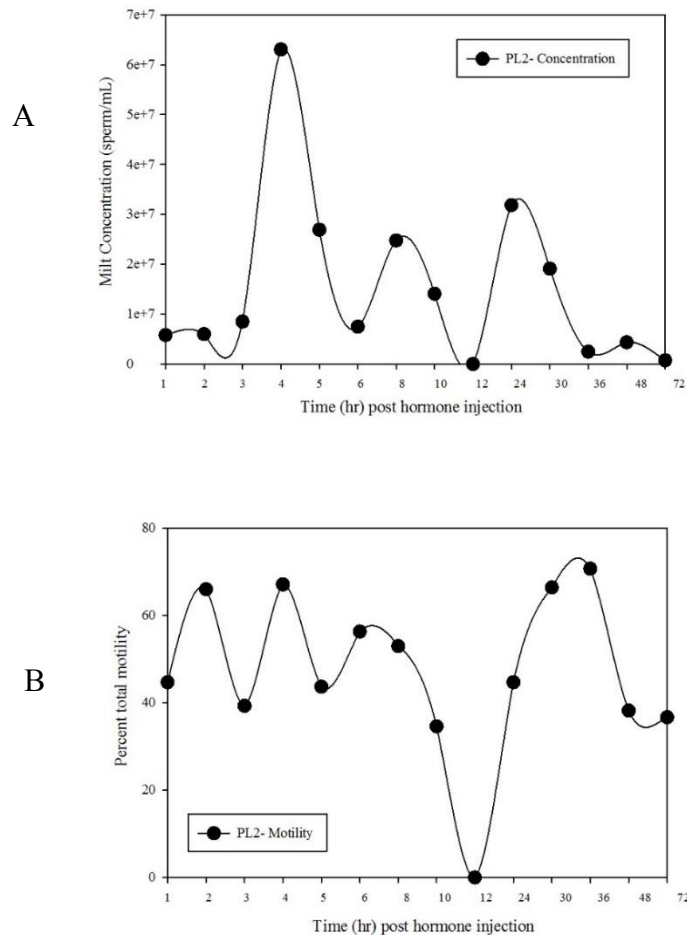 A
7e+7
6e+7
5e+7
4e+7
3e+7
2e+7
1e+7
0
Milt Concentration (sperm/mL)
PL2- Concentration
1 2 3 4 5 6 8 10 12 24 30 36 48 72
Time (hr) post hormone injection
B
80
60
40
20
0
Percent total motility
PL2- Motility
1 2 3 4 5 6 8 10 12 24 30 36 48 72
Time (hr) post hormone injection